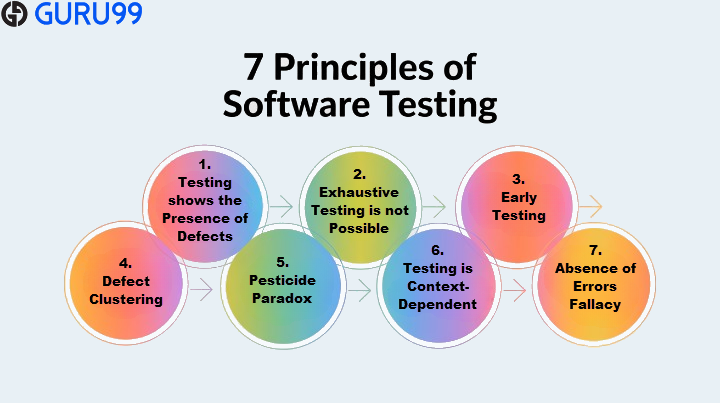 GURU99
7 Principles of
Software Testing
1.
Testing
shows the
Presence of
Defects
2.
Exhaustive
Testing is not
Possible
3.
Early
Testing
4.
Defect
Clustering
5.
Pesticide
Paradox
6.
Testing is
Context-
Dependent
7.
Absence of
Errors
Fallacy